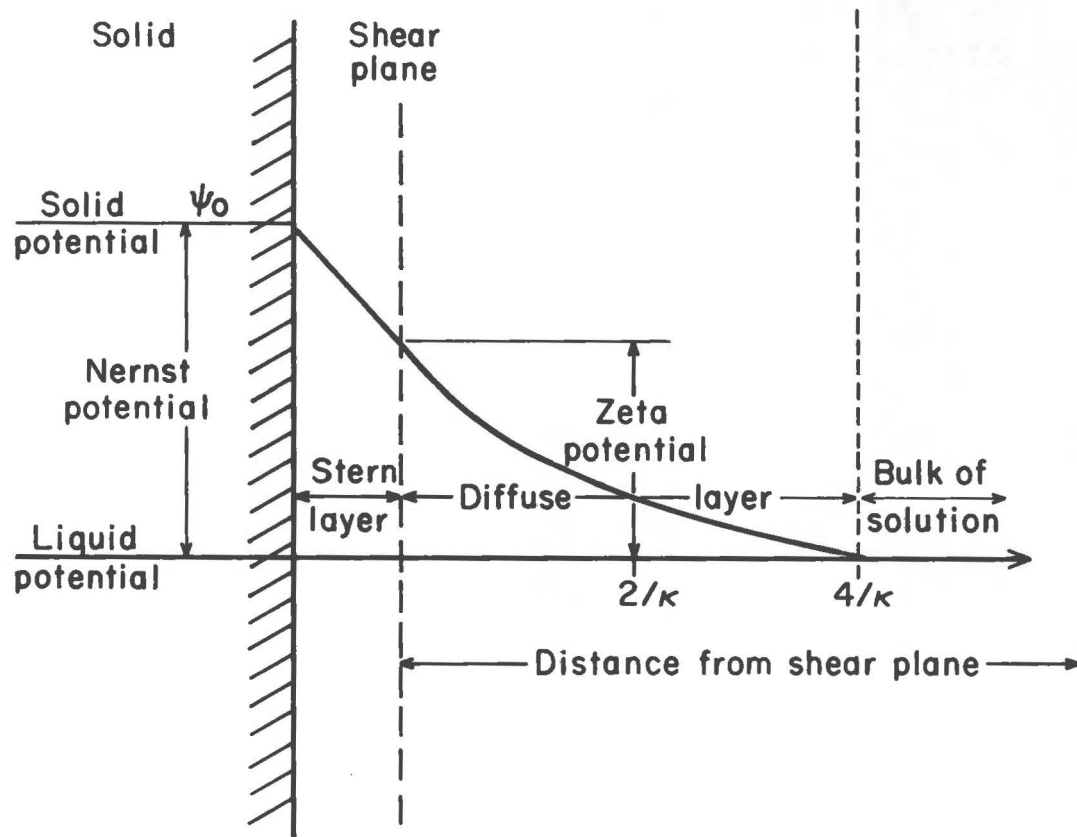 Solid
Shear
plane
Solid
potential
ψo
Nernst
potential
Zeta
potential
Stern
layer
Diffuse layer
Bulk of
solution
Liquid
potential
2/κ
4/κ
Distance from shear plane